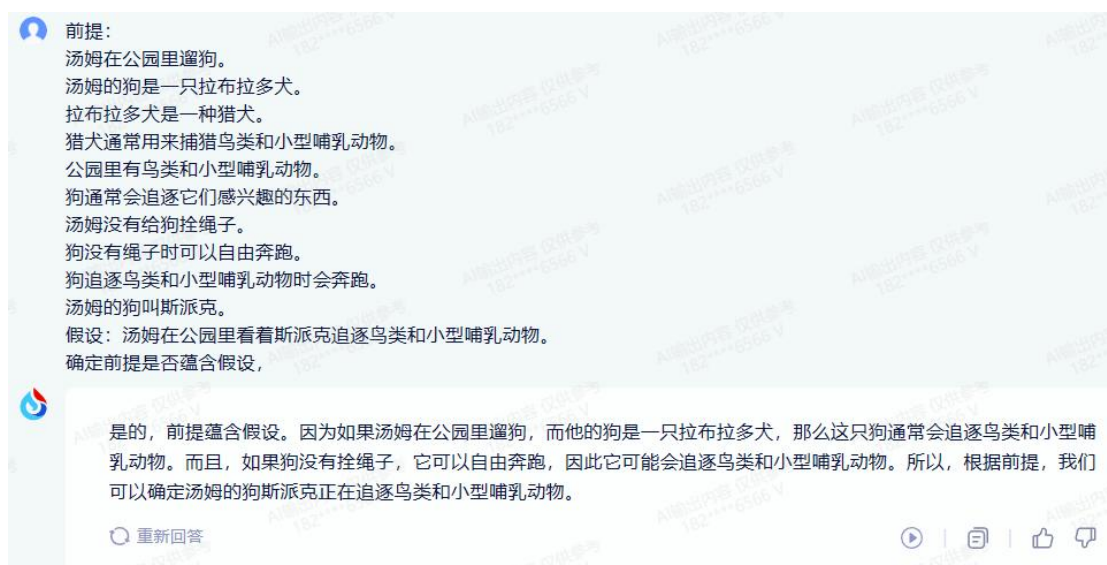 前提：
汤姆在公园里遛狗。
汤姆的狗是一只拉布拉多犬。
拉布拉多犬是一种猎犬。
猎犬通常用来捕猎鸟类和小型哺乳动物。
公园里有鸟类和小型哺乳动物。
狗通常会追逐它们感兴趣的东西。
汤姆没有给狗拴绳子。
狗没有绳子时可以自由奔跑。
狗追逐鸟类和小型哺乳动物时会奔跑。
汤姆的狗叫斯派克。
假设：汤姆在公园里看着斯派克追逐鸟类和小型哺乳动物。
确定前提是否蕴含假设，
是的，前提蕴含假设。因为如果汤姆在公园里遛狗，而他的狗是一只拉布拉多犬，那么这只狗通常会追逐鸟类和小型哺
乳动物。而且，如果狗没有拴绳子，它可以自由奔跑，因此它可能会追逐鸟类和小型哺乳动物。所以，根据前提，我们
可以确定汤姆的狗斯派克正在追逐鸟类和小型哺乳动物。
重新回答
AI输出内容 仅供参考
182****6566 V